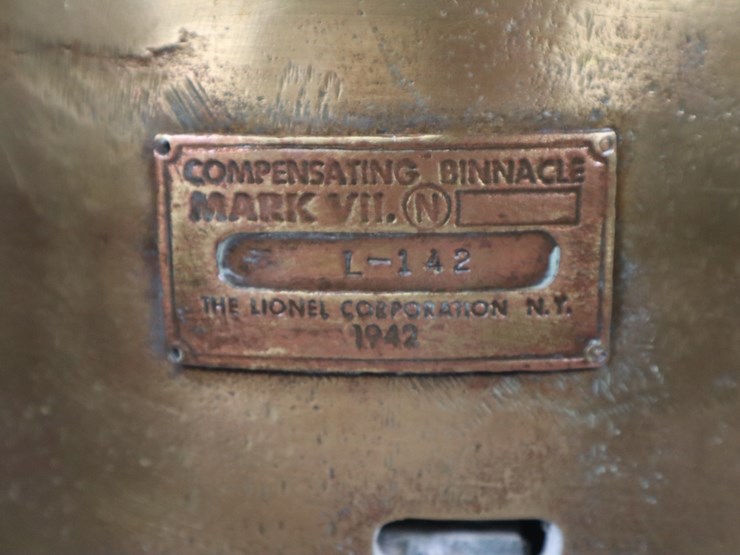 COMPENSATING BINNACLE
MARK VII. N
L-142
THE LIONEL CORPORATION N.Y.
1942